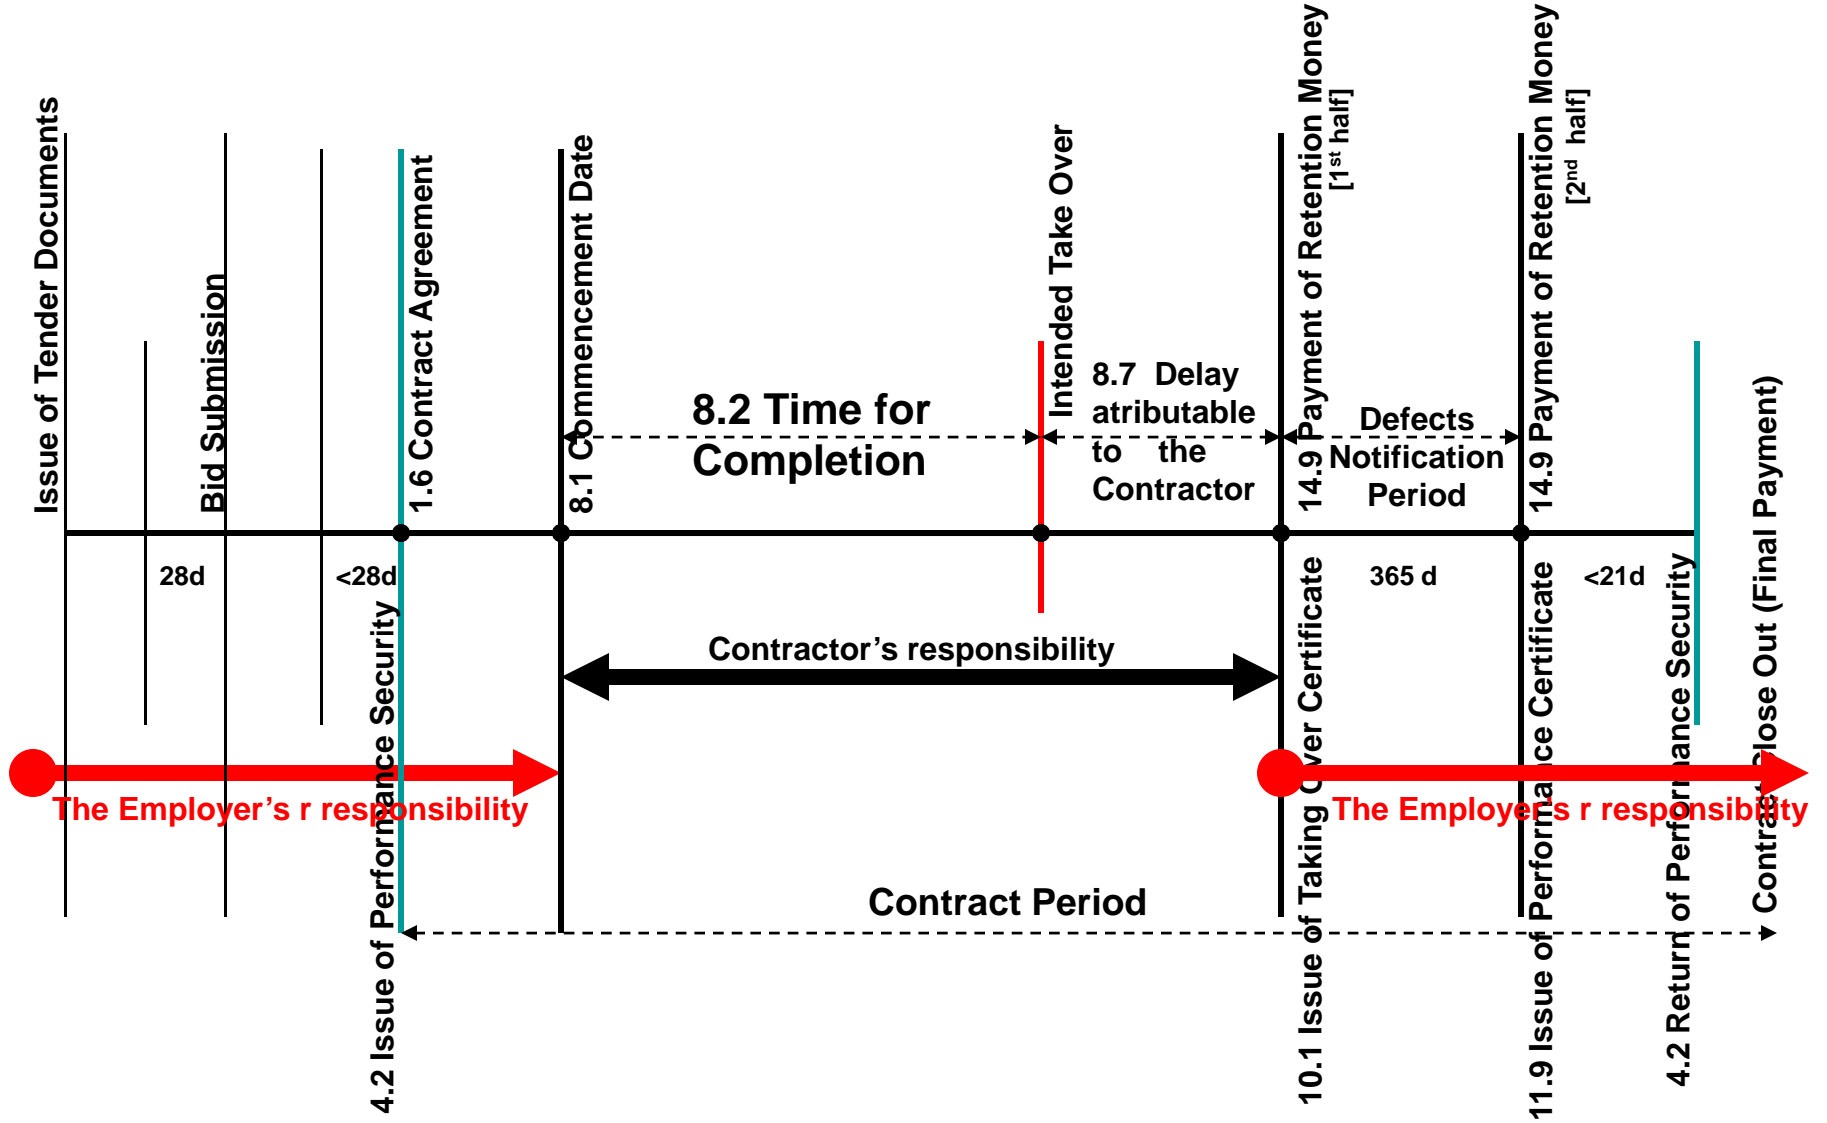 Issue of Tender Documents
Bid Submission
1.6 Contract Agreement
8.1 Commencement Date
8.2 Time for
Completion
Intended Take Over
8.7 Delay
atributable
to the
Contractor
14.9 Payment of Retention Money
[1st half]
Defects
Notification
Period
14.9 Payment of Retention Money
[2nd half]
28d
<28d
365 d
<21d
4.2 Issue of Performance Security
Contractor’s responsibility
10.1 Issue of Taking Over Certificate
11.9 Issue of Performance Certificate
4.2 Return of Performance Security
Contract Close Out (Final Payment)
The Employer’s r responsibility
The Employer’s r responsibility
Contract Period